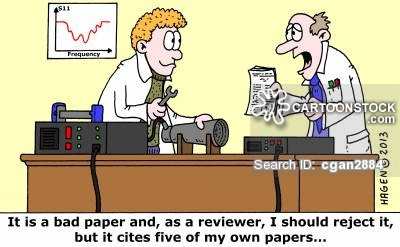 S11
Frequency
CARTOONSTOCK
.com
Search ID: cgan2884
HAGEN © 2013
It is a bad paper and, as a reviewer, I should reject it,
but it cites five of my own papers...